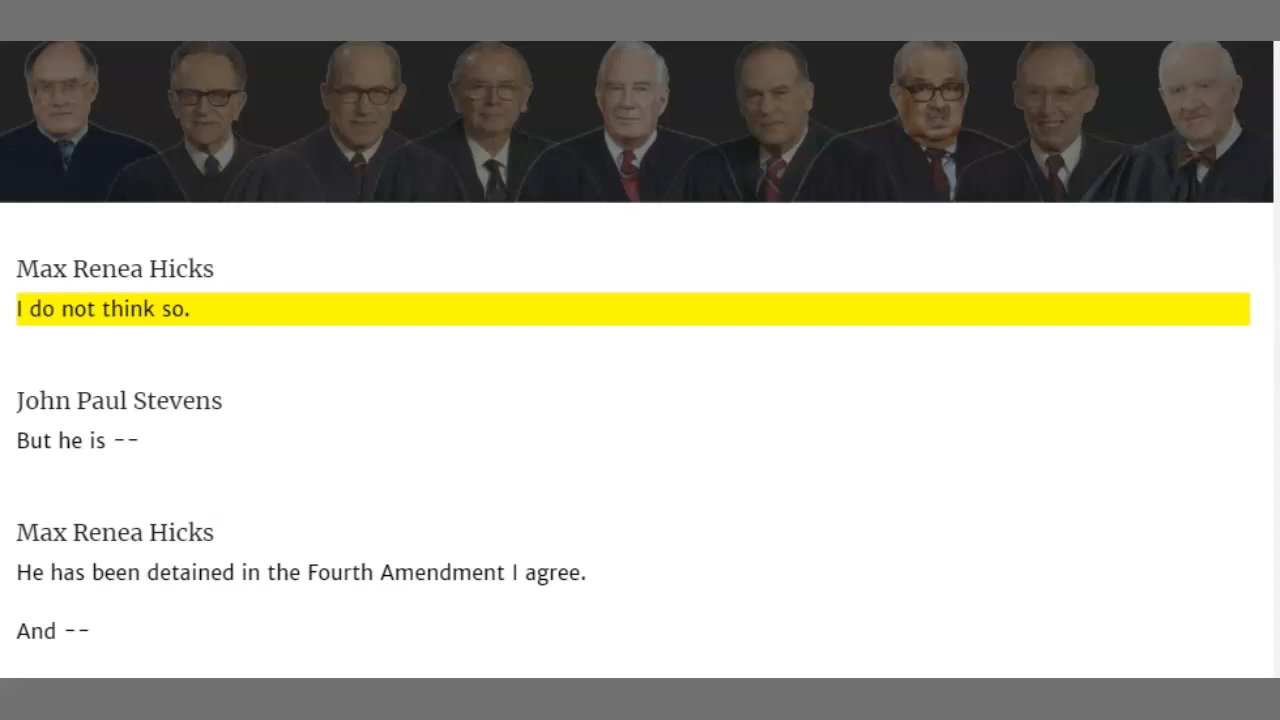 Max Renea Hicks
I do not think so.
John Paul Stevens
But he is --
Max Renea Hicks
He has been detained in the Fourth Amendment I agree.
And --